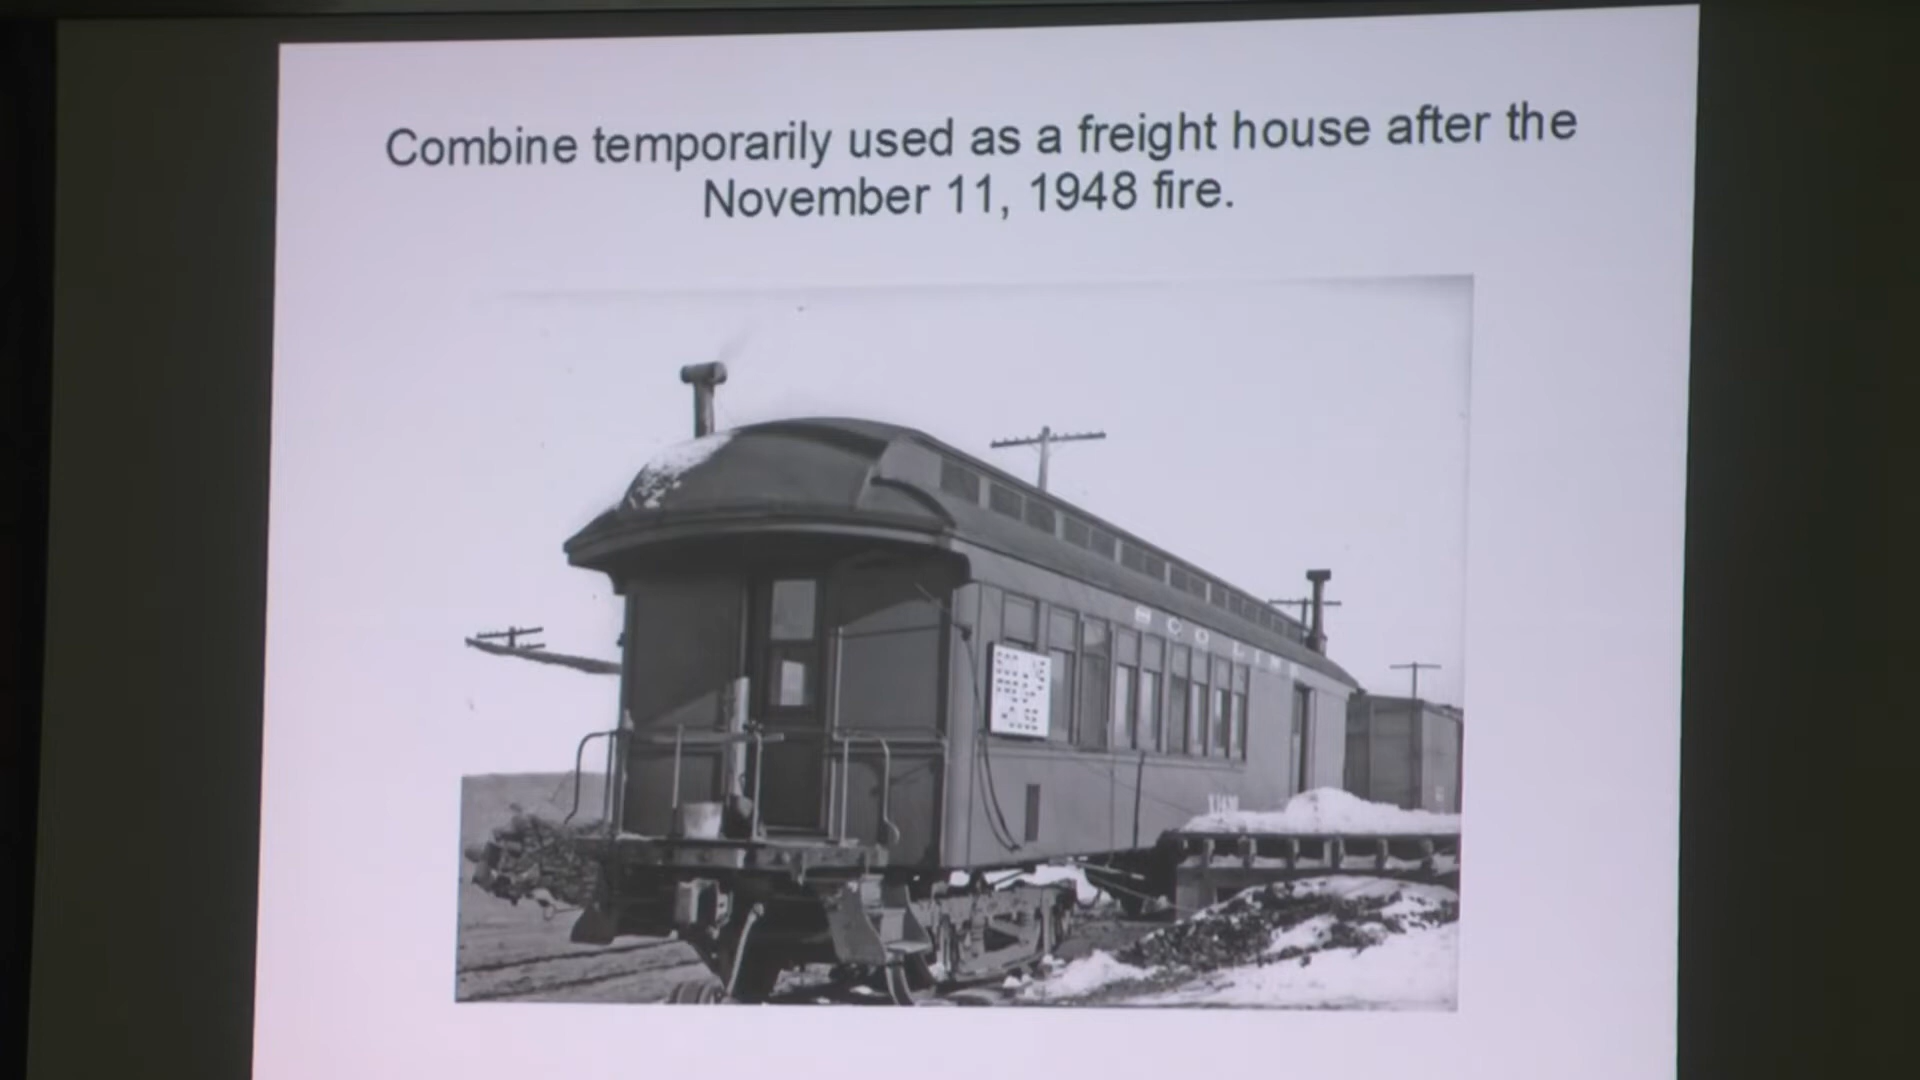 Combine temporarily used as a freight house after the
November 11, 1948 fire.